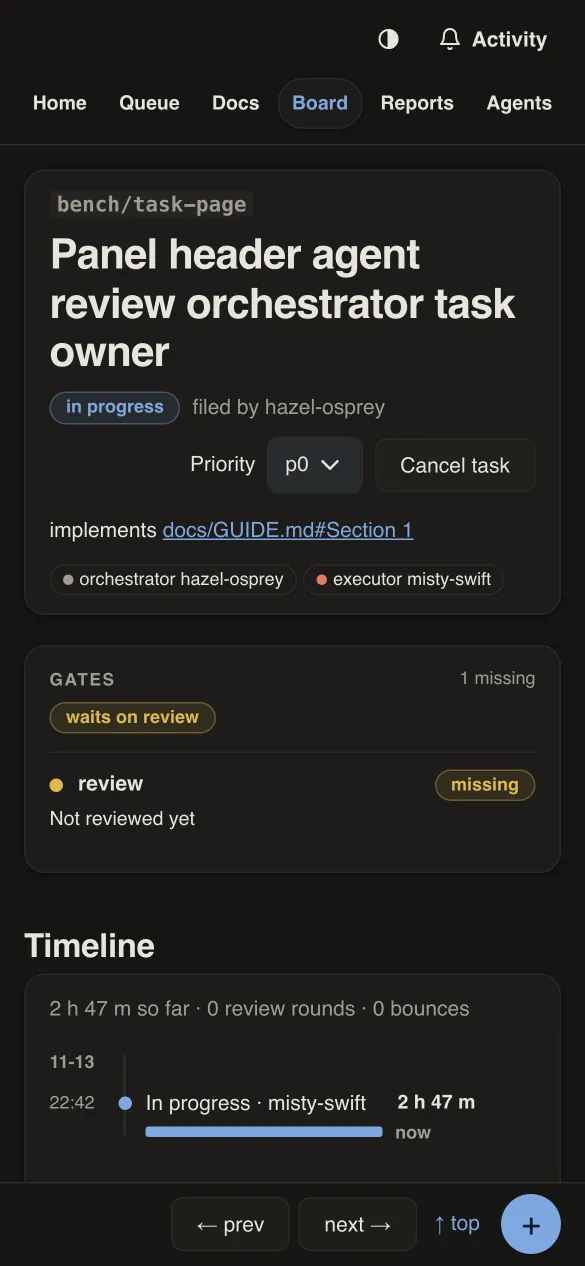 Activity
Home Queue Docs Board Reports Agents
bench/task-page
Panel header agent
review orchestrator task
owner
in progress filed by hazel-osprey
Priority p0 Cancel task
implements docs/GUIDE.md#Section 1
orchestrator hazel-osprey executor misty-swift
GATES 1 missing
waits on review
review missing
Not reviewed yet
Timeline
2 h 47 m so far · 0 review rounds · 0 bounces
11-13
22:42 In progress · misty-swift 2 h 47 m
now
← prev next → ↑ top +